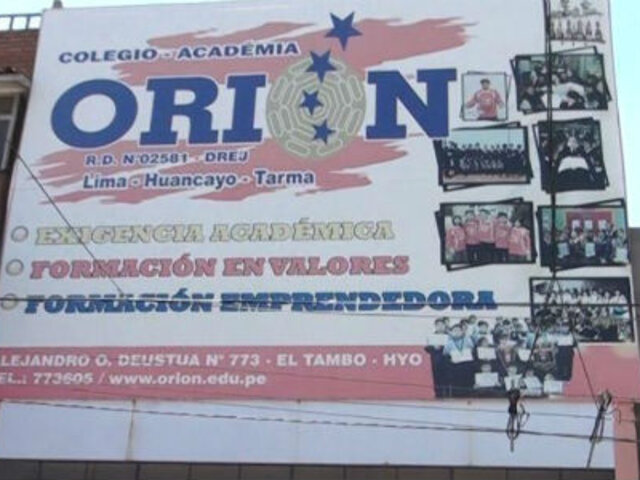 COLEGIO - ACADÉMIA
ORION
R.D. N°02581 - DREJ
Lima - Huancayo - Tarma
EXIGENCIA ACADÉMICA
FORMACIÓN EN VALORES
FORMACIÓN EMPRENDEDORA
LEJANDRO O. DEUSTUA N° 773 - EL TAMBO - HYO
EL.: 773605 / www.orion.edu.pe